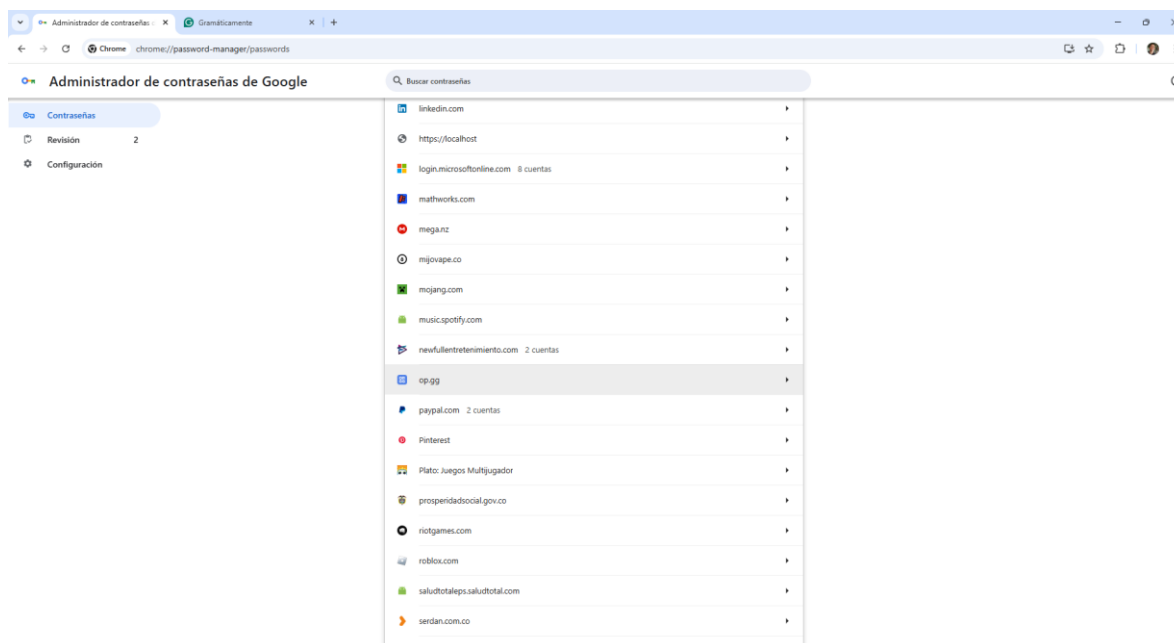 Administrador de contraseñas
Gramáticamente
Chrome chrome://password-manager/passwords
Administrador de contraseñas de Google
Buscar contraseñas
Contraseñas
Revisión 2
Configuración
linkedin.com
https://localhost
login.microsoftonline.com 8 cuentas
mathworks.com
mega.nz
mijovape.co
mojang.com
music.spotify.com
newfullentretenimiento.com 2 cuentas
op.gg
paypal.com 2 cuentas
Pinterest
Plato: Juegos Multijugador
prosperidadsocial.gov.co
riotgames.com
roblox.com
saludtotaleps.saludtotal.com
serdan.com.co